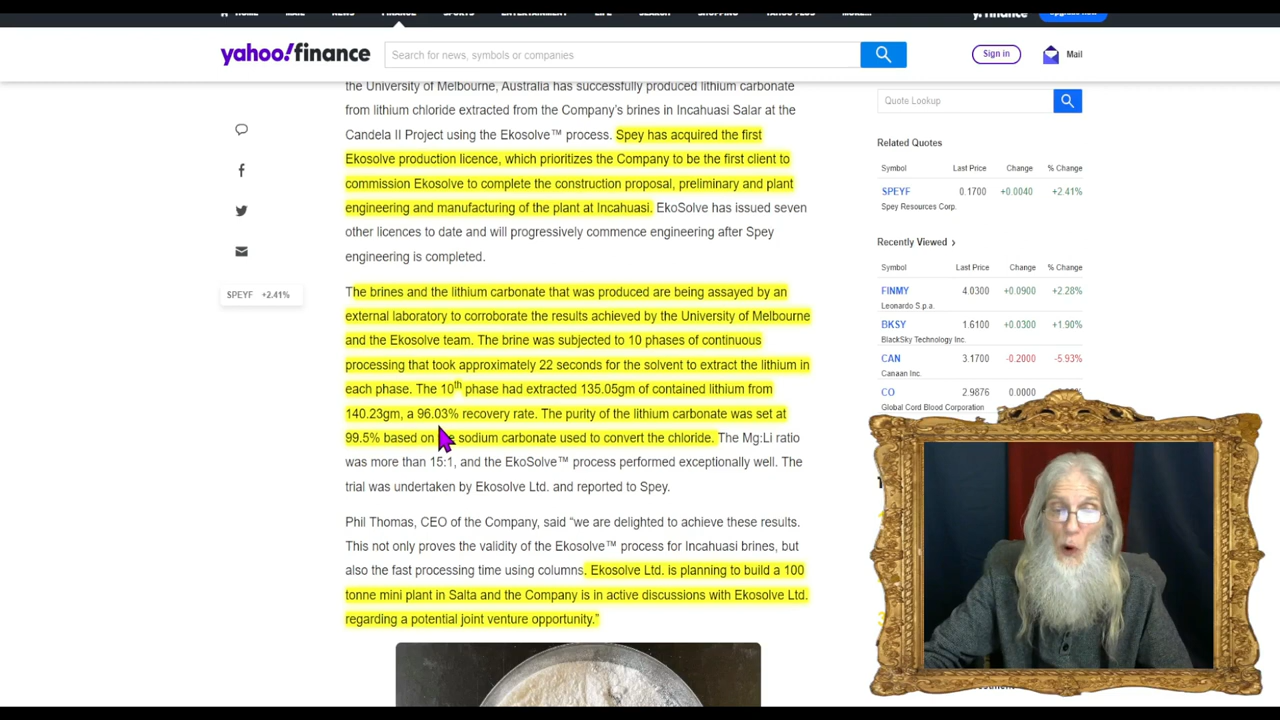 HOME MAIL NEWS FINANCE SPORTS ENTERTAINMENT LIFE SEARCH SHOPPING YAHOO PLUS MORE...
y! finance Upgrade Now
yahoo!finance
Search for news, symbols or companies
Sign in
Mail
the University of Melbourne, Australia has successfully produced lithium carbonate
from lithium chloride extracted from the Company's brines in Incahuasi Salar at the
Candela II Project using the Ekosolve™ process. Spey has acquired the first
Ekosolve production licence, which prioritizes the Company to be the first client to
commission Ekosolve to complete the construction proposal, preliminary and plant
engineering and manufacturing of the plant at Incahuasi. EkoSolve has issued seven
other licences to date and will progressively commence engineering after Spey
engineering is completed.
SPEYF +2.41%
The brines and the lithium carbonate that was produced are being assayed by an
external laboratory to corroborate the results achieved by the University of Melbourne
and the Ekosolve team. The brine was subjected to 10 phases of continuous
processing that took approximately 22 seconds for the solvent to extract the lithium in
each phase. The 10th phase had extracted 135.05gm of contained lithium from
140.23gm, a 96.03% recovery rate. The purity of the lithium carbonate was set at
99.5% based on sodium carbonate used to convert the chloride. The Mg:Li ratio
was more than 15:1, and the EkoSolve™ process performed exceptionally well. The
trial was undertaken by Ekosolve Ltd. and reported to Spey.
Phil Thomas, CEO of the Company, said “we are delighted to achieve these results.
This not only proves the validity of the Ekosolve™ process for Incahuasi brines, but
also the fast processing time using columns. Ekosolve Ltd. is planning to build a 100
tonne mini plant in Salta and the Company is in active discussions with Ekosolve Ltd.
regarding a potential joint venture opportunity.”
Quote Lookup
Related Quotes
Symbol Last Price Change % Change
SPEYF 0.1700 +0.0040 +2.41%
Spey Resources Corp.
Recently Viewed
Symbol Last Price Change % Change
FINMY 4.0300 +0.0900 +2.28%
Leonardo S.p.a.
BKSY 1.6100 +0.0300 +1.90%
BlackSky Technology Inc.
CAN 3.1700 -0.2000 -5.93%
Canaan Inc.
CO 2.9876 0.0000
Global Cord Blood Corporation